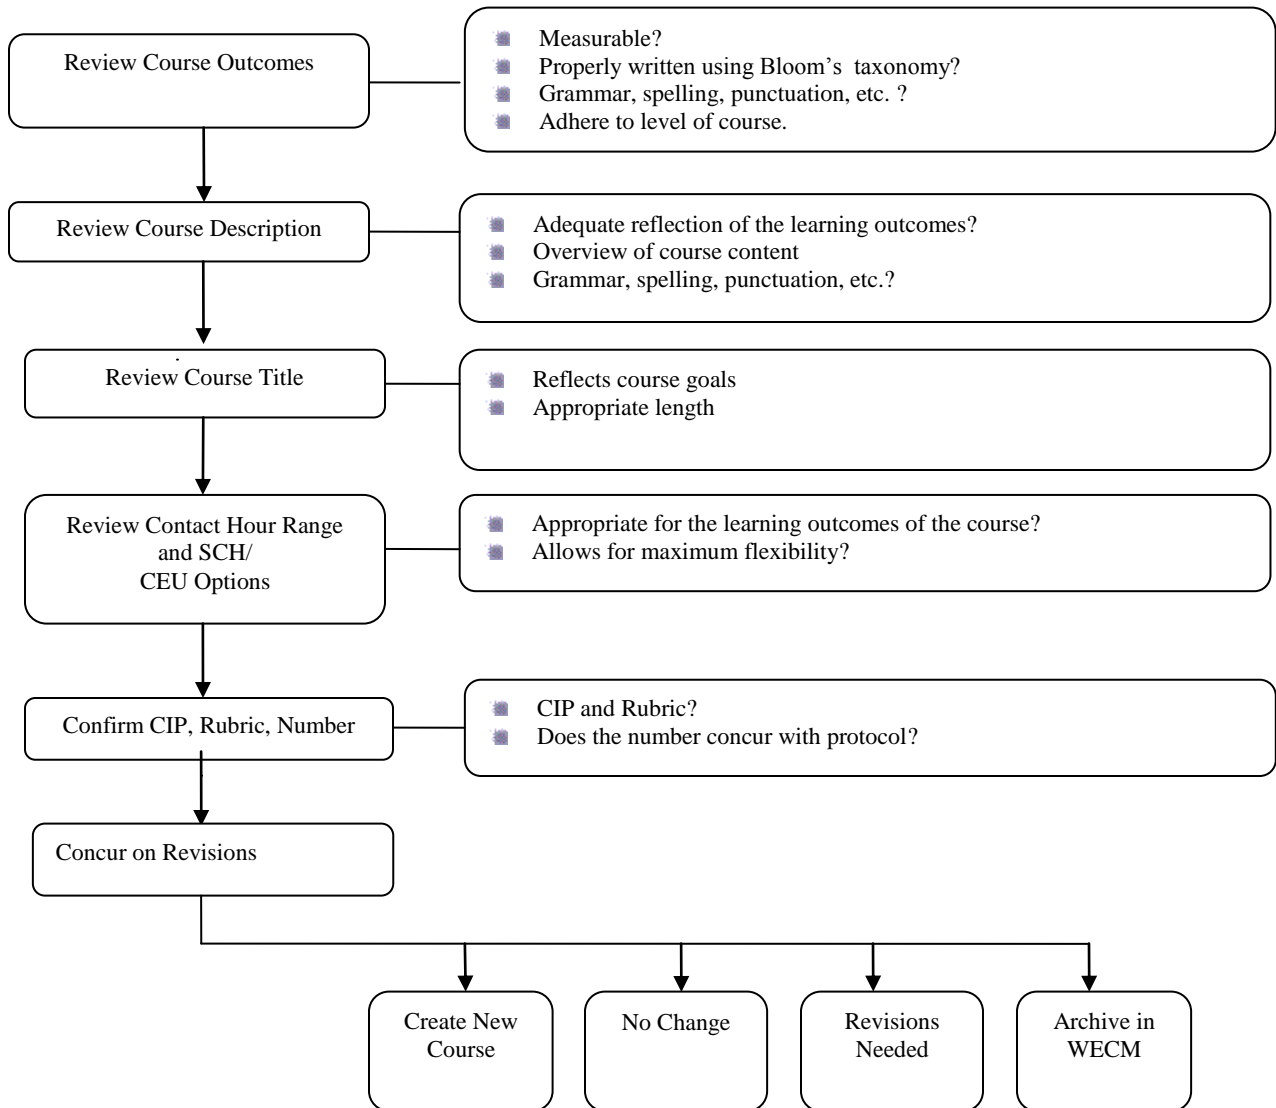 Review Course Outcomes
Measurable?
Properly written using Bloom's  taxonomy?
Grammar, spelling, punctuation, etc. ?
Adhere to level of course.
Review Course Description
Adequate reflection of the learning outcomes?
Overview of course content
Grammar, spelling, punctuation, etc.?
Review Course Title
Reflects course goals
Appropriate length
Review Contact Hour Range
and SCH/
CEU Options
Appropriate for the learning outcomes of the course?
Allows for maximum flexibility?
Confirm CIP, Rubric, Number
CIP and Rubric?
Does the number concur with protocol?
Concur on Revisions
Create New
Course
No Change
Revisions
Needed
Archive in
WECM